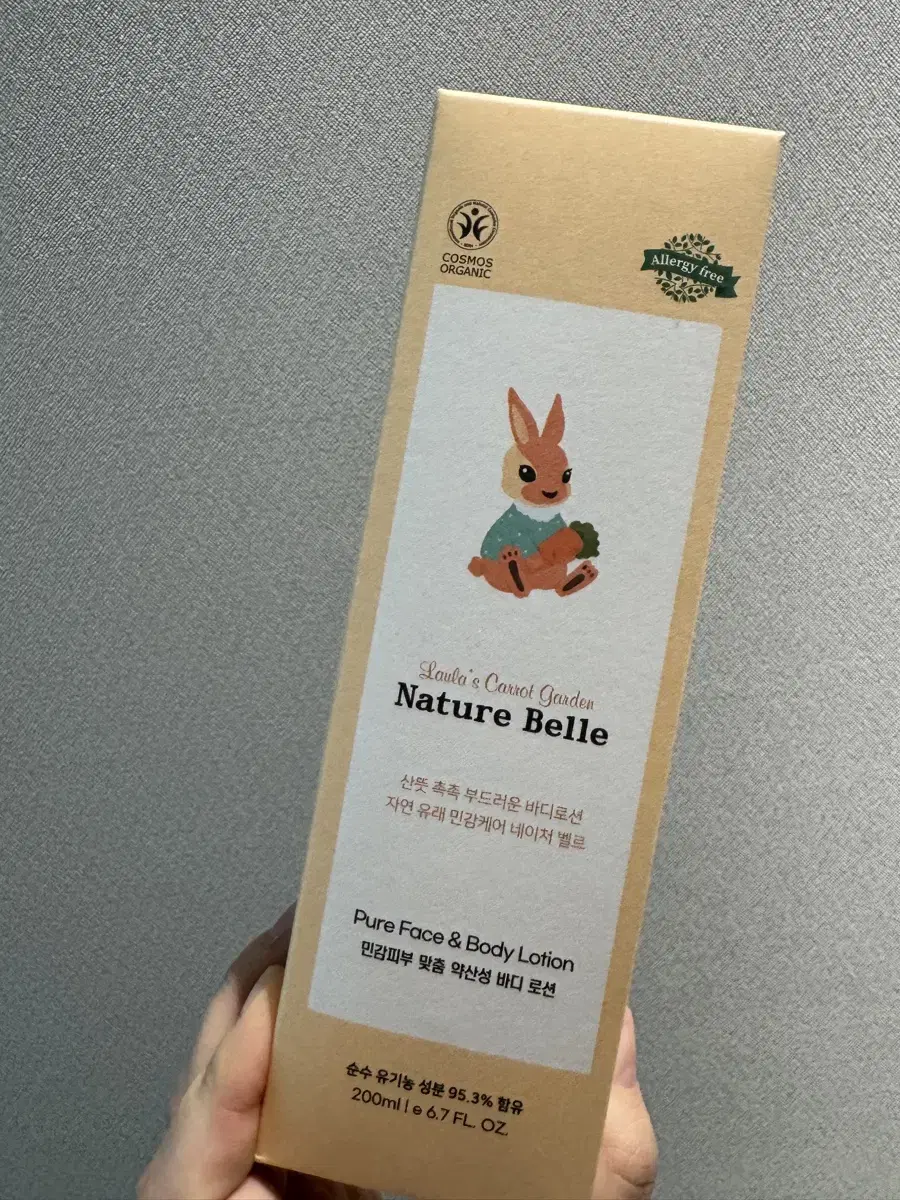 COSMOS
ORGANIC
Allergy free
Laula's Carrot Garden
Nature Belle
산뜻 촉촉 부드러운 바디로션
자연 유래 민감케어 네이처 벨르
Pure Face & Body Lotion
민감피부 맞춤 약산성 바디 로션
순수 유기농 성분 95.3% 함유
200ml | e 6.7 FL. OZ.